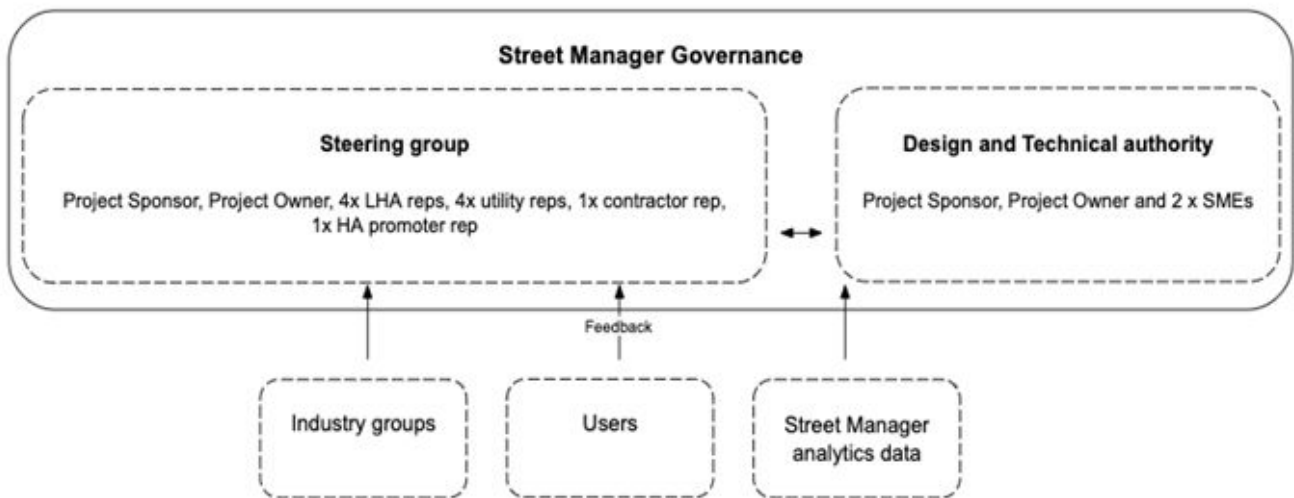 Street Manager Governance
Steering group
Project Sponsor, Project Owner, 4x LHA reps, 4x utility reps, 1x contractor rep,
1x HA promoter rep
Design and Technical authority
Project Sponsor, Project Owner and 2 x SMEs
Feedback
Industry groups
Users
Street Manager
analytics data